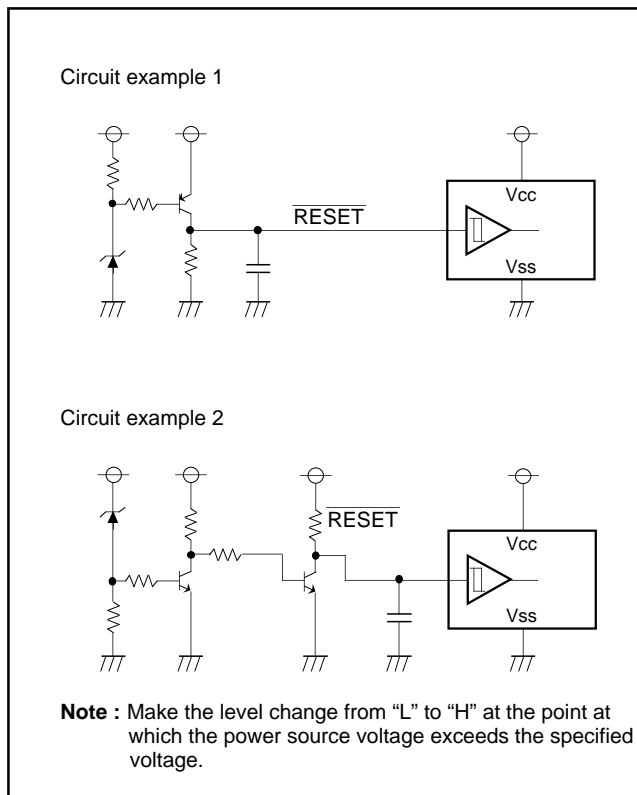 Circuit example 1
RESET
Vcc
Vss
Circuit example 2
RESET
Vcc
Vss
Note : Make the level change from “L” to “H” at the point at
which the power source voltage exceeds the specified
voltage.